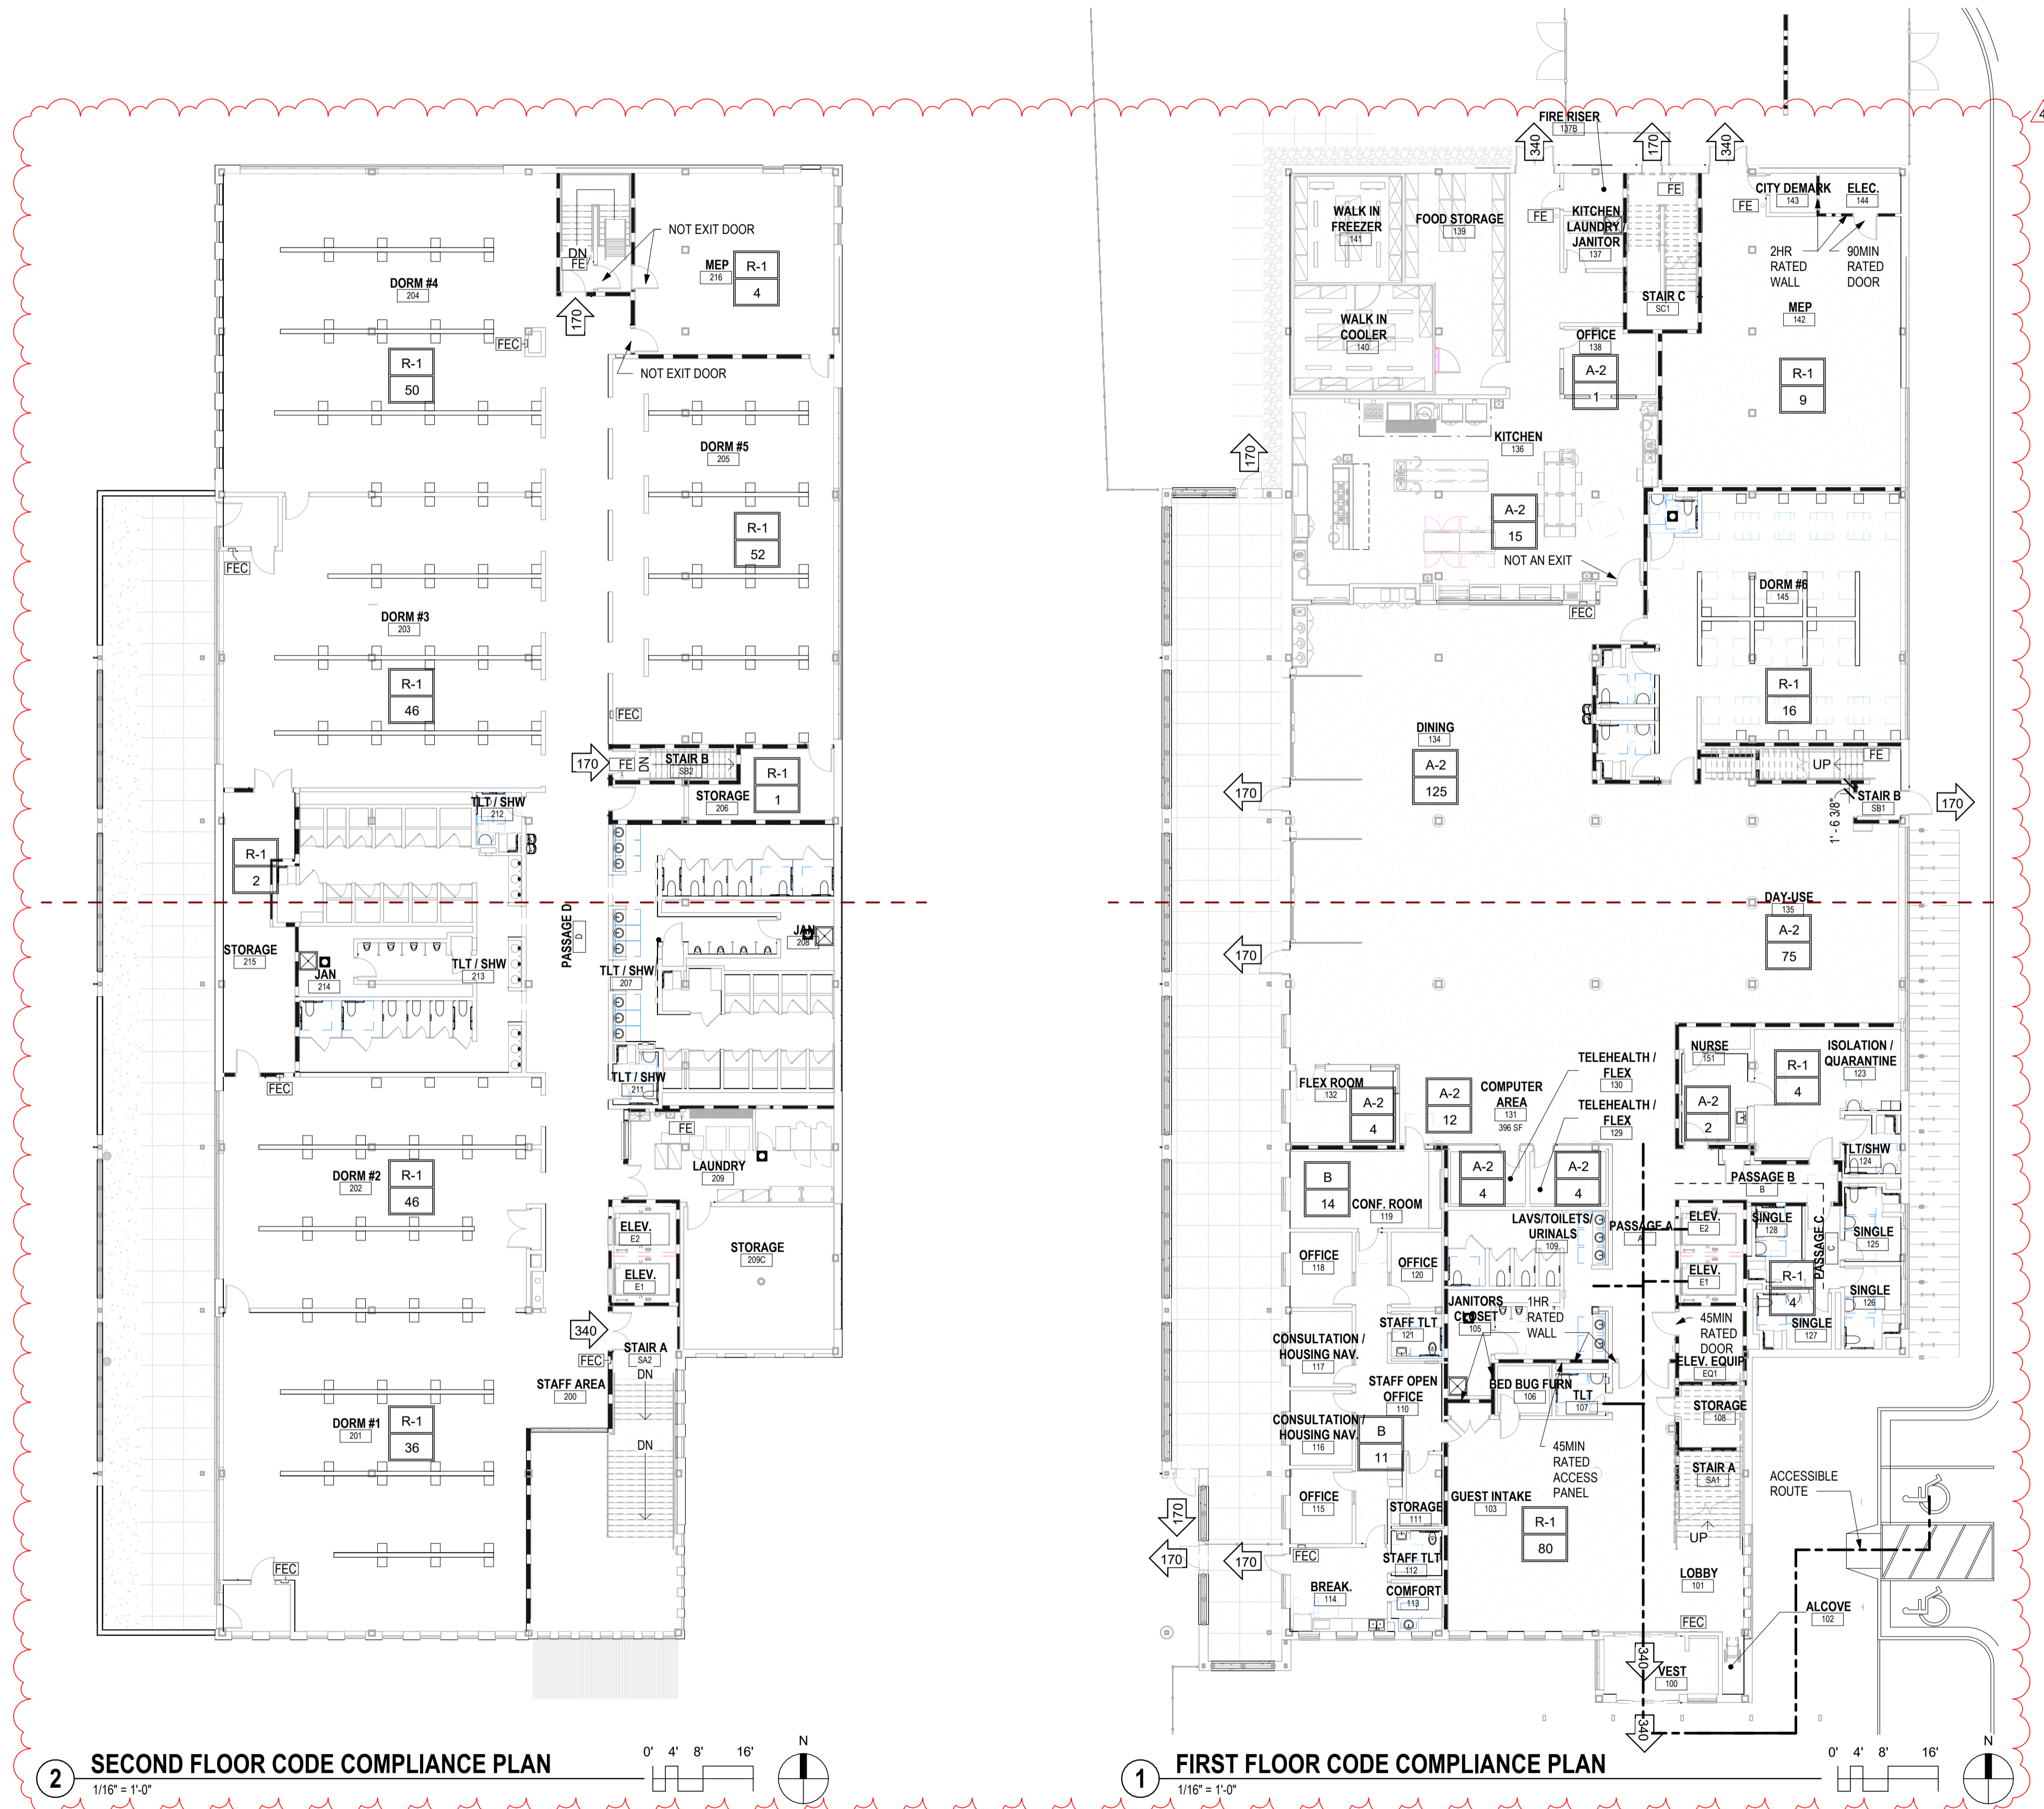 4
NOT EXIT DOOR
DN
FE
MEP
216
R-1
4
DORM #4
204
170
FEC
R-1
50
NOT EXIT DOOR
DORM #5
205
R-1
52
FEC
DORM #3
203
R-1
46
FEC
170
FE
DN
STAIR B
SB2
R-1
1
STORAGE
206
TLT / SHW
212
R-1
2
PASSAGE D
D
STORAGE
215
JAN
214
TLT / SHW
213
TLT / SHW
207
JAN
208
FEC
TLT / SHW
211
FE
LAUNDRY
209
DORM #2
202
R-1
46
ELEV.
E2
STORAGE
209C
ELEV.
E1
340
FEC
STAIR A
SA2
DN
STAFF AREA
200
DORM #1
201
R-1
36
DN
FEC
2
SECOND FLOOR CODE COMPLIANCE PLAN
1/16" = 1'-0"
0' 4' 8' 16'
N
FIRE RISER
137B
340
170
340
WALK IN
FREEZER
141
FOOD STORAGE
139
FE
KITCHEN
LAUNDRY /
JANITOR
137
FE
CITY DEMARK
143
ELEC.
144
FE
2HR
RATED
WALL
90MIN
RATED
DOOR
STAIR C
SC1
MEP
142
WALK IN
COOLER
140
OFFICE
138
A-2
1
R-1
9
KITCHEN
136
170
A-2
15
NOT AN EXIT
FEC
DORM #6
145
R-1
16
DINING
134
A-2
125
UP
FE
STAIR B
SB1
1' - 6 3/8"
170
170
DAY-USE
135
A-2
75
170
NURSE
151
ISOLATION /
QUARANTINE
123
R-1
4
TELEHEALTH /
FLEX
130
FLEX ROOM
132
A-2
4
A-2
12
COMPUTER
AREA
131
396 SF
TELEHEALTH /
FLEX
129
A-2
2
TLT/SHW
124
B
14
CONF. ROOM
119
A-2
4
A-2
4
PASSAGE B
B
LAVS/TOILETS/
URINALS
109
PASSAGE A
A
ELEV.
E2
SINGLE
128
PASSAGE C
C
SINGLE
125
OFFICE
118
OFFICE
120
ELEV.
E1
R-1
4
SINGLE
126
JANITORS
CLOSET
105
1HR
RATED
WALL
STAFF TLT
121
45MIN
RATED
DOOR
SINGLE
127
CONSULTATION /
HOUSING NAV.
117
ELEV. EQUIP
EQ1
STAFF OPEN
OFFICE
110
BED BUG FURN
106
TLT
107
STORAGE
108
CONSULTATION /
HOUSING NAV.
116
B
11
45MIN
RATED
ACCESS
PANEL
STAIR A
SA1
ACCESSIBLE
ROUTE
OFFICE
115
STORAGE
111
GUEST INTAKE
103
R-1
80
UP
170
170
170
FEC
STAFF TLT
112
LOBBY
101
BREAK.
114
COMFORT
113
FEC
ALCOVE
102
340
VEST
100
340
1
FIRST FLOOR CODE COMPLIANCE PLAN
1/16" = 1'-0"
0' 4' 8' 16'
N